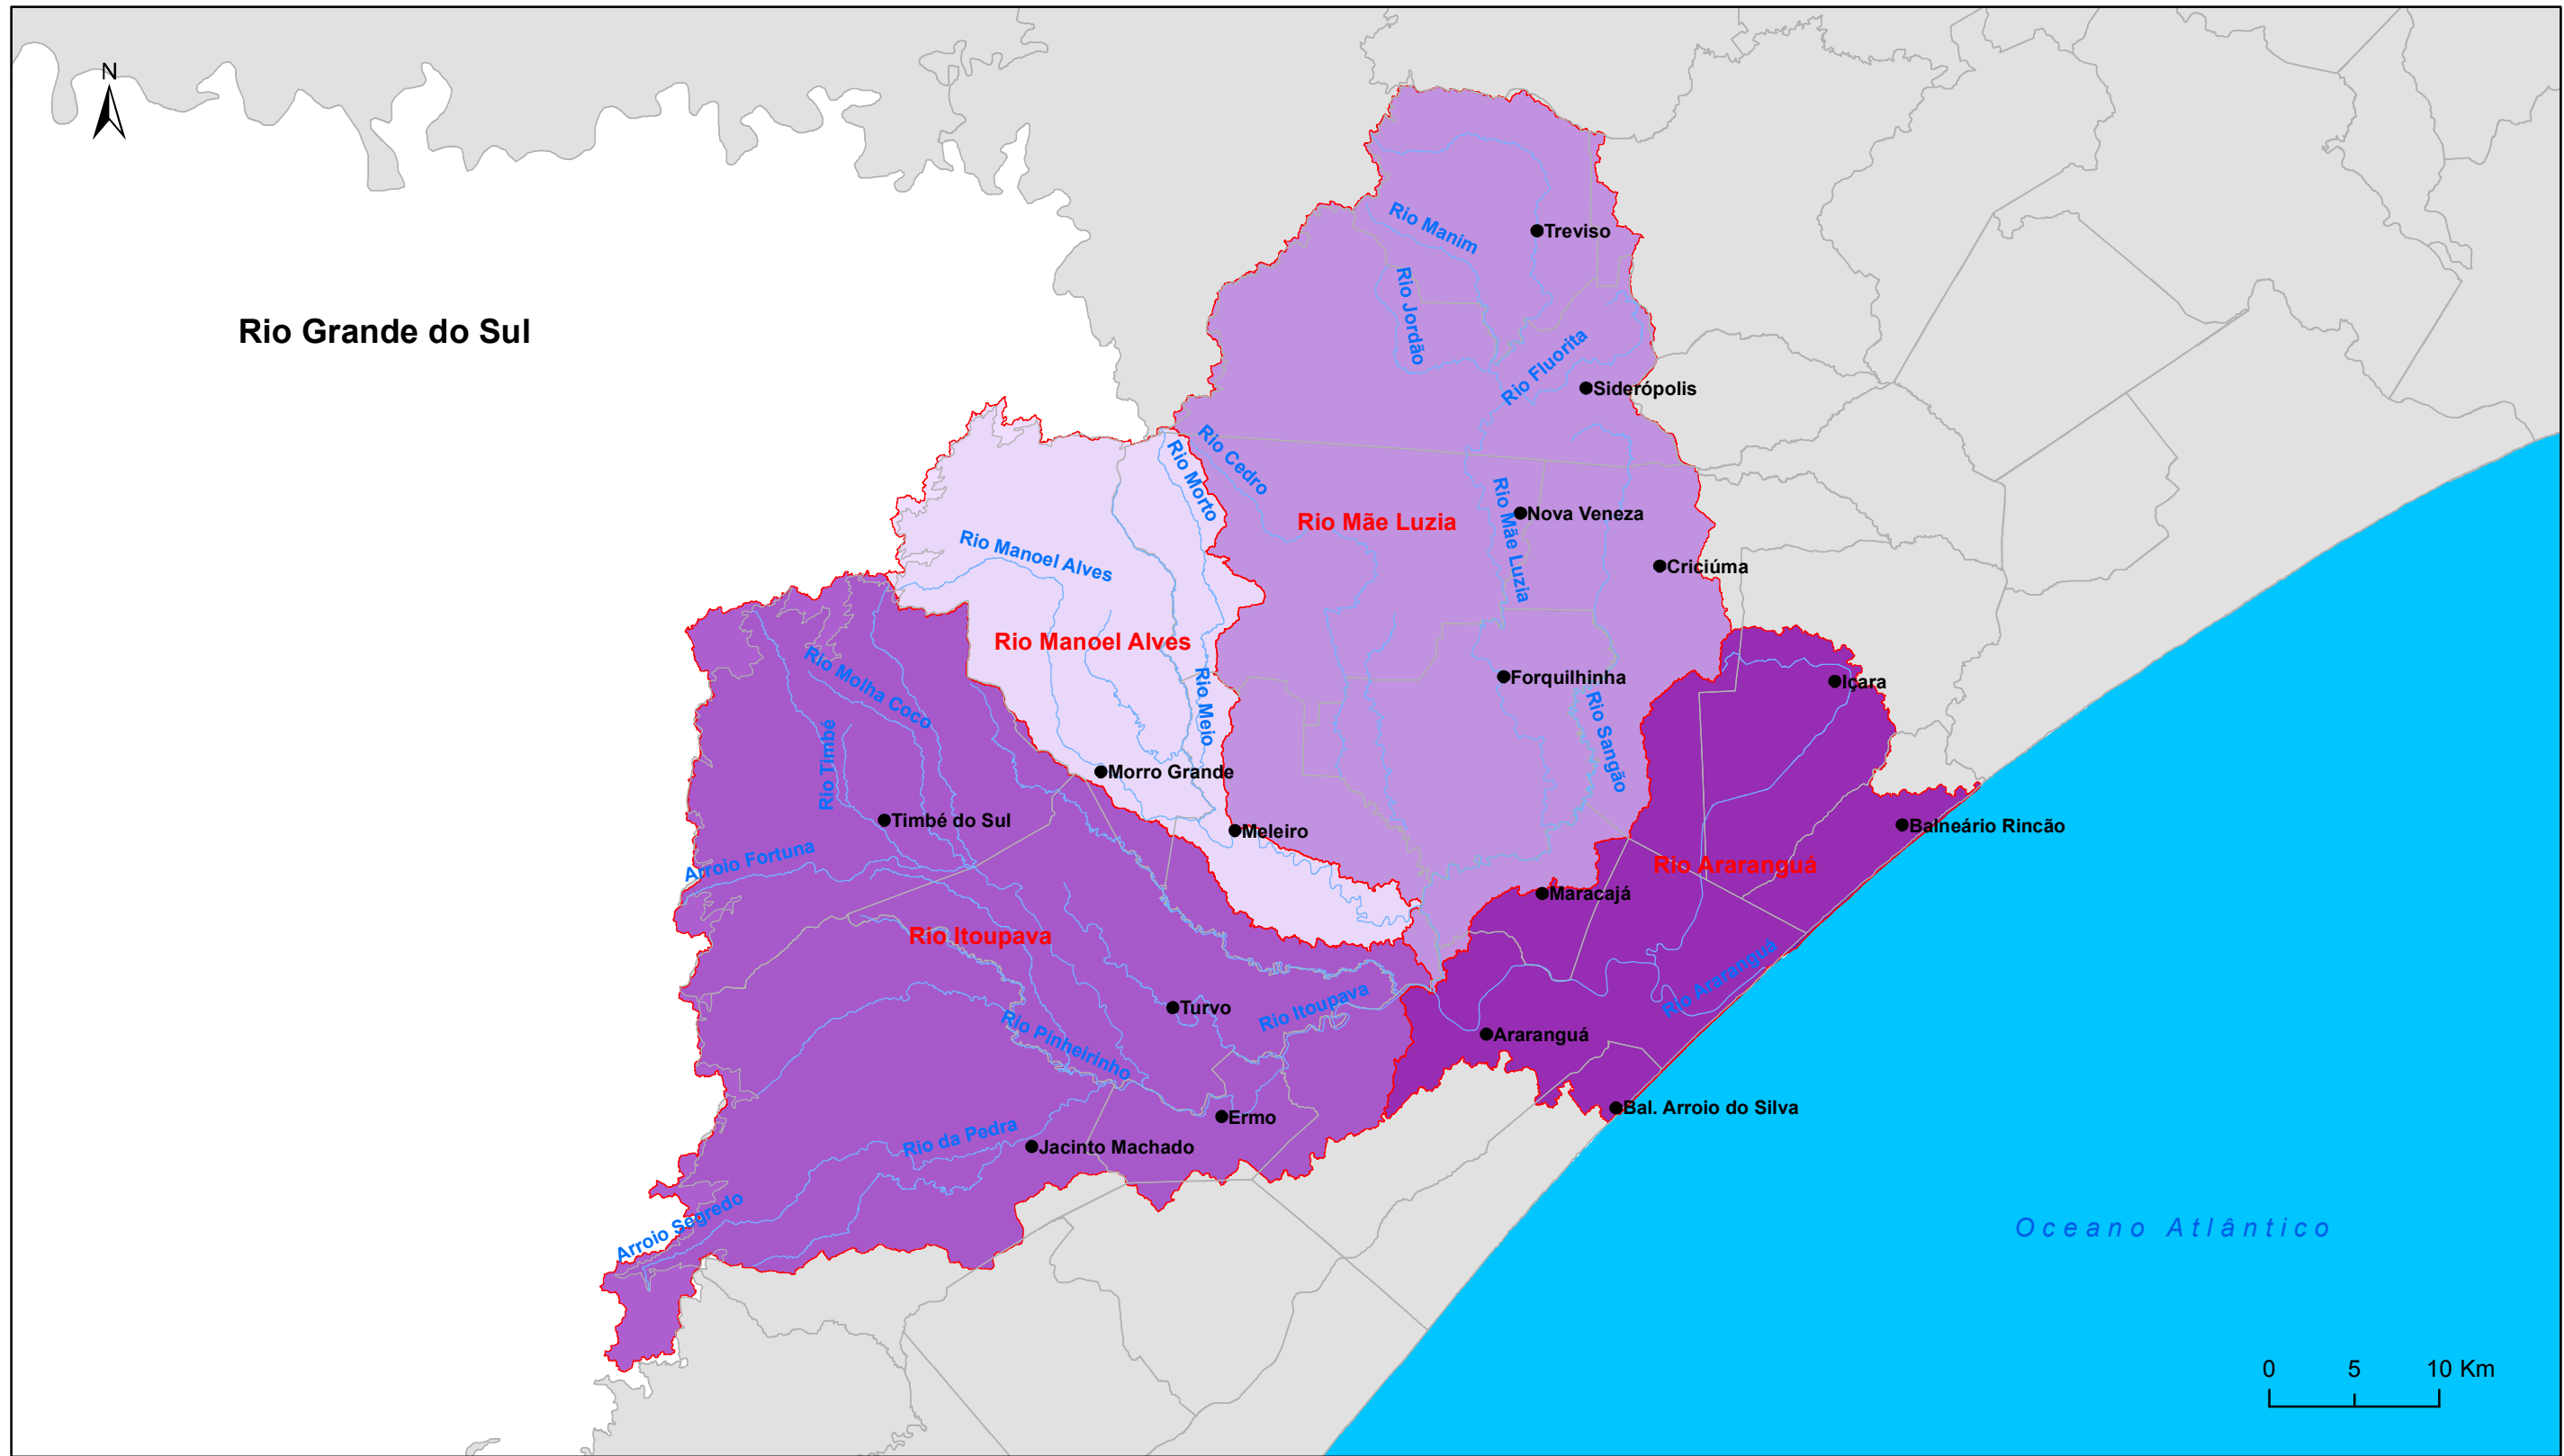 N
Rio Manim
Treviso
Rio Jordão
Rio Grande do Sul
Rio Fluorita
Siderópolis
Rio Cedro
Rio Morto
Rio Mãe Luzia
Rio Mãe Luzia
Nova Veneza
Rio Manoel Alves
Criciúma
Rio Manoel Alves
Rio Molha Coco
Rio Meio
Forquilhinha
Içara
Rio Sangão
Rio Timbé
Morro Grande
Timbé do Sul
Meleiro
Balneário Rincão
Arroio Fortuna
Rio Araranguá
Maracajá
Rio Itoupava
Rio Araranguá
Turvo
Rio Itoupava
Rio Pinheirinho
Araranguá
Ermo
Bal. Arroio do Silva
Rio da Pedra
Jacinto Machado
Arroio Segredo
Oceano Atlântico
0 5 10 Km